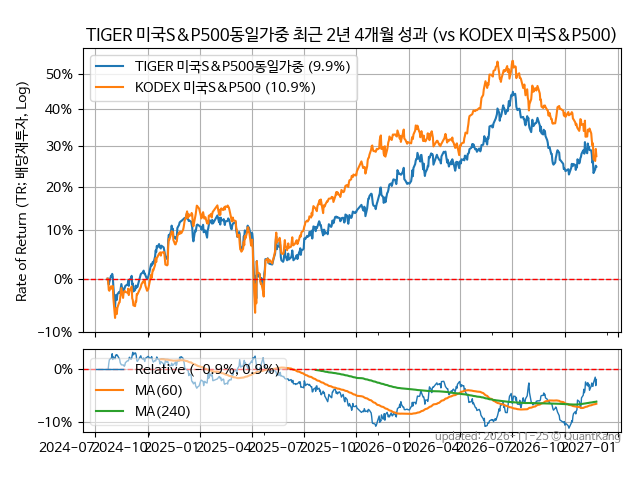 TIGER 미국S&P500동일가중 최근 2년 4개월 성과 (vs KODEX 미국S&P500)
Rate of Return (TR: 배당재투자, Log)
50%
40%
30%
20%
10%
0%
−10%
TIGER 미국S&P500동일가중 (9.9%)
KODEX 미국S&P500 (10.9%)
0%
−10%
Relative (−0.9%, 0.9%)
MA(60)
MA(240)
updated: 2026-11-25 © QuantKang
2024-07 2024-10 2025-01 2025-04 2025-07 2025-10 2026-01 2026-04 2026-07 2026-10 2027-01